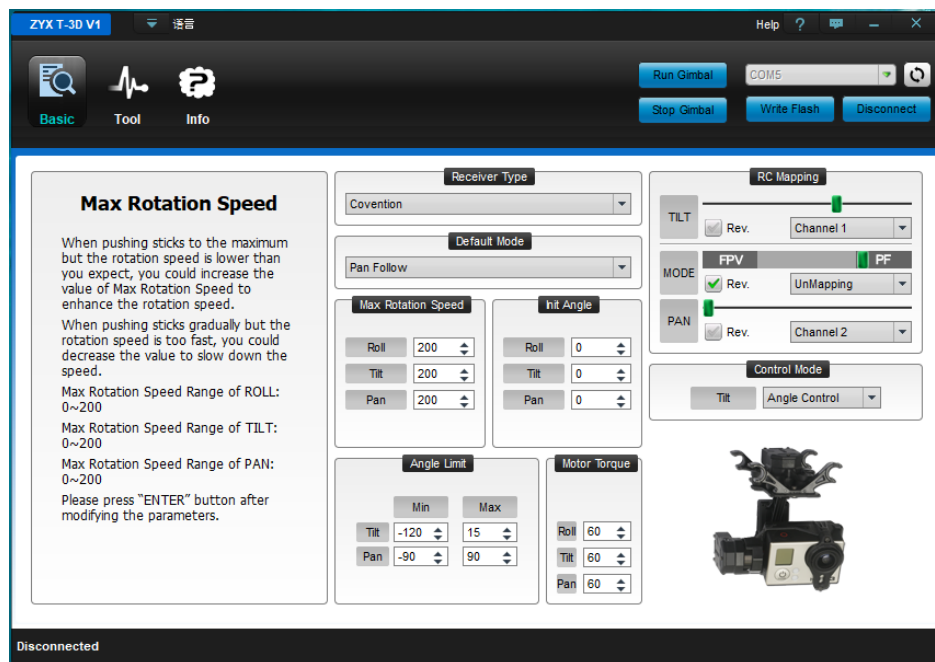 ZYX T-3D V1
语言
Help
Basic
Tool
Info
Run Gimbal
COM5
Stop Gimbal
Write Flash
Disconnect
Max Rotation Speed
When pushing sticks to the maximum
but the rotation speed is lower than
you expect, you could increase the
value of Max Rotation Speed to
enhance the rotation speed.
When pushing sticks gradually but the
rotation speed is too fast, you could
decrease the value to slow down the
speed.
Max Rotation Speed Range of ROLL:
0~200
Max Rotation Speed Range of TILT:
0~200
Max Rotation Speed Range of PAN:
0~200
Please press "ENTER" button after
modifying the parameters.
Receiver Type
Covention
Default Mode
Pan Follow
Max Rotation Speed
Roll 200
Tilt 200
Pan 200
Init Angle
Roll 0
Tilt 0
Pan 0
Angle Limit
Min Max
Tilt -120 15
Pan -90 90
Motor Torque
Roll 60
Tilt 60
Pan 60
RC Mapping
TILT
Rev. Channel 1
FPV PF
MODE
Rev. UnMapping
PAN
Rev. Channel 2
Control Mode
Tilt Angle Control
Disconnected